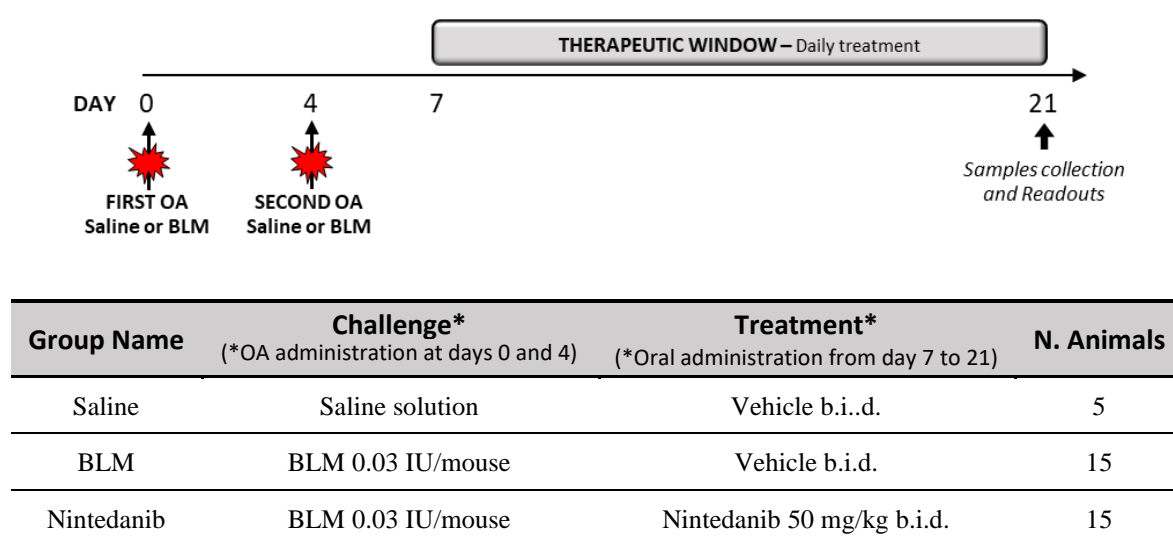 THERAPEUTIC WINDOW – Daily treatment
DAY 0 4 7 21
FIRST OA
Saline or BLM
SECOND OA
Saline or BLM
Samples collection
and Readouts
Group Name Challenge* Treatment* N. Animals
(*OA administration at days 0 and 4) (*Oral administration from day 7 to 21)
Saline Saline solution Vehicle b.i..d. 5
BLM BLM 0.03 IU/mouse Vehicle b.i.d. 15
Nintedanib BLM 0.03 IU/mouse Nintedanib 50 mg/kg b.i.d. 15